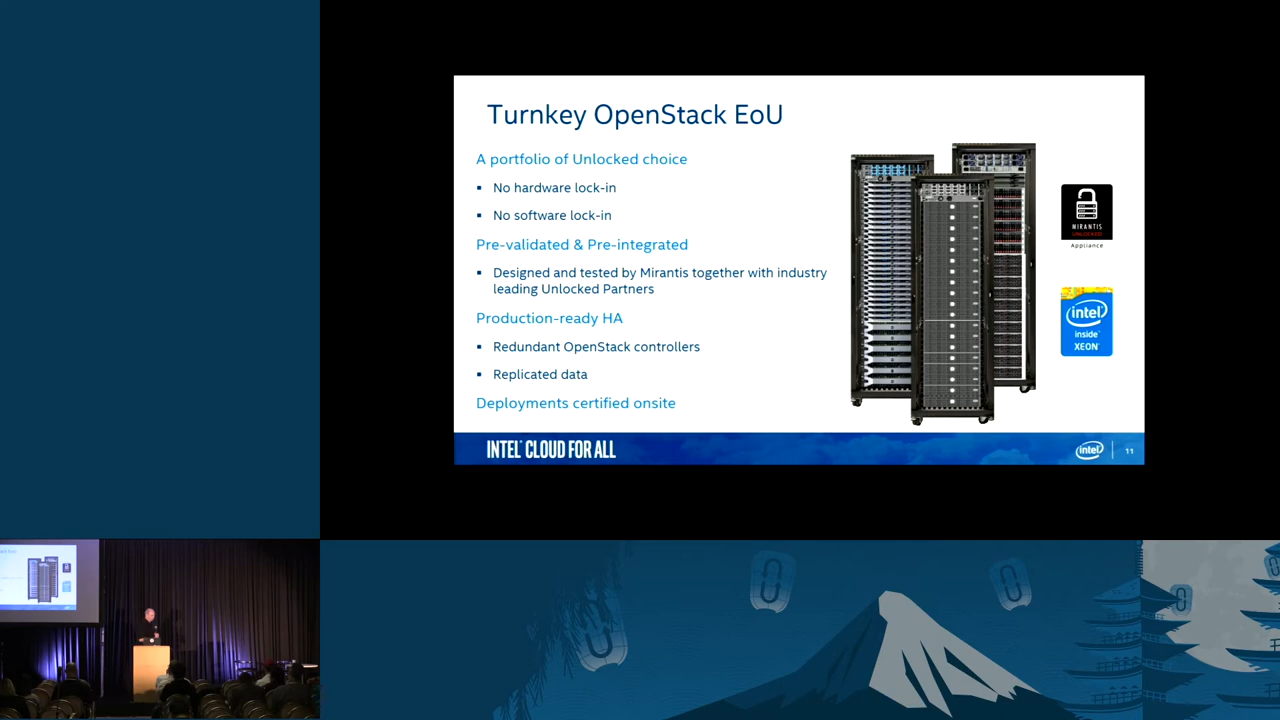 Turnkey OpenStack EoU
A portfolio of Unlocked choice
▪ No hardware lock-in
▪ No software lock-in
Pre-validated & Pre-integrated
▪ Designed and tested by Mirantis together with industry
leading Unlocked Partners
Production-ready HA
▪ Redundant OpenStack controllers
▪ Replicated data
Deployments certified onsite
MIRANTIS
UNLOCKED
Appliance
intel
inside
XEON
INTEL CLOUD FOR ALL
intel
11